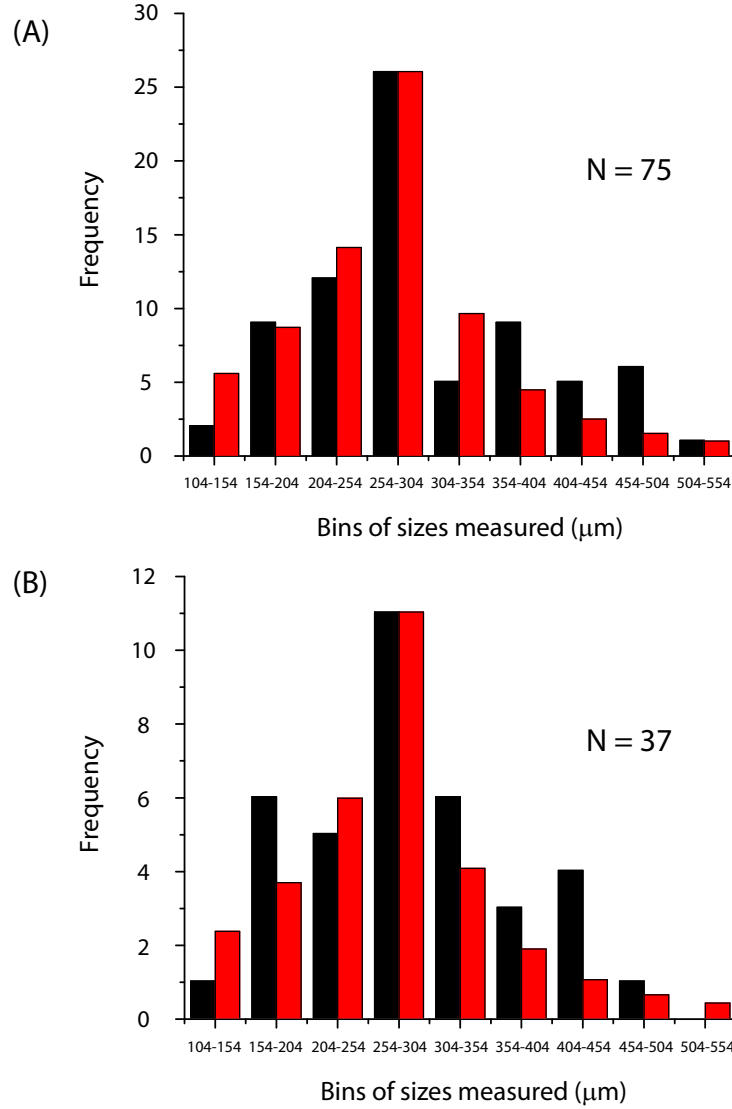 (A)
30
25
20
15
10
5
0
Frequency
N = 75
104-154 154-204 204-254 254-304 304-354 354-404 404-454 454-504 504-554
Bins of sizes measured (μm)
(B)
12
10
8
6
4
2
0
Frequency
N = 37
104-154 154-204 204-254 254-304 304-354 354-404 404-454 454-504 504-554
Bins of sizes measured (μm)